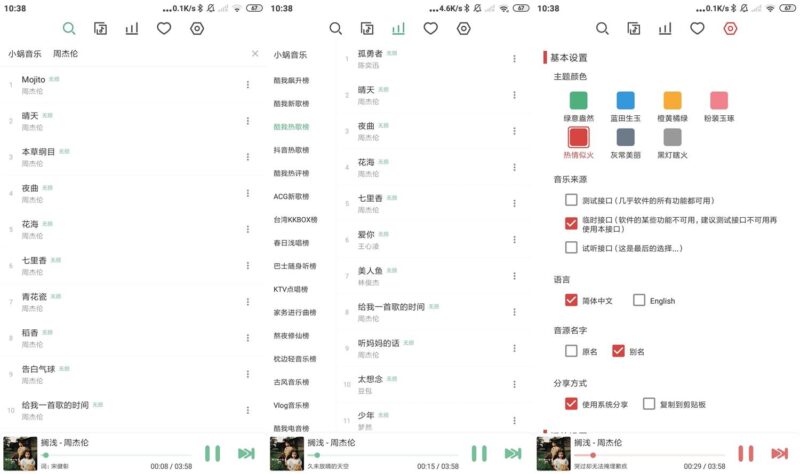 10:38
...0.1K/s
67
小蜗音乐 周杰伦
1 Mojito 无损
周杰伦
2 晴天 无损
周杰伦
3 本草纲目 无损
周杰伦
4 夜曲 无损
周杰伦
5 花海 无损
周杰伦
6 七里香 无损
周杰伦
7 青花瓷 无损
周杰伦
8 稻香 无损
周杰伦
9 告白气球 无损
周杰伦
10 给我一首歌的时间 无损
搁浅 - 周杰伦
词：宋健彰
00:08 / 03:58
10:38
...4.6K/s
67
小蜗音乐
酷我飙升榜
酷我新歌榜
酷我热歌榜
抖音热歌榜
酷我热评榜
ACG新歌榜
台湾KKBOX榜
春日浅唱榜
巴士随身听榜
KTV点唱榜
家务进行曲榜
熬夜修仙榜
枕边轻音乐榜
古风音乐榜
Vlog音乐榜
酷我电音榜
1 孤勇者 无损
陈奕迅
2 晴天 无损
周杰伦
3 夜曲 无损
周杰伦
4 花海 无损
周杰伦
5 七里香 无损
周杰伦
6 爱你 无损
王心凌
7 美人鱼 无损
林俊杰
8 给我一首歌的时间 无损
周杰伦
9 听妈妈的话 无损
周杰伦
10 太想念 无损
豆包
11 少年 无损
梦然
搁浅 - 周杰伦
久未放晴的天空
00:15 / 03:58
10:38
...0.1K/s
67
基本设置
主题颜色
绿意盎然
蓝田生玉
橙黄橘绿
粉装玉琢
热情似火
灰常美丽
黑灯瞎火
音乐来源
测试接口（几乎软件的所有功能都可用）
临时接口（软件的某些功能不可用，建议测试接口不可用再
使用本接口）
试听接口（这是最后的选择...）
语言
简体中文
English
音源名字
原名
别名
分享方式
使用系统分享
复制到剪贴板
搁浅 - 周杰伦
哭过却无法掩埋歉疚
00:29 / 03:58